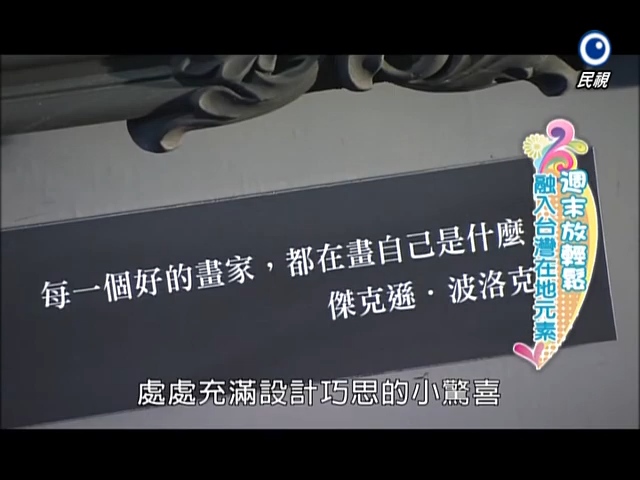 民視
週末放輕鬆
融入台灣在地元素
每一個好的畫家，都在畫自己是什麼
傑克遜．波洛克
處處充滿設計巧思的小驚喜